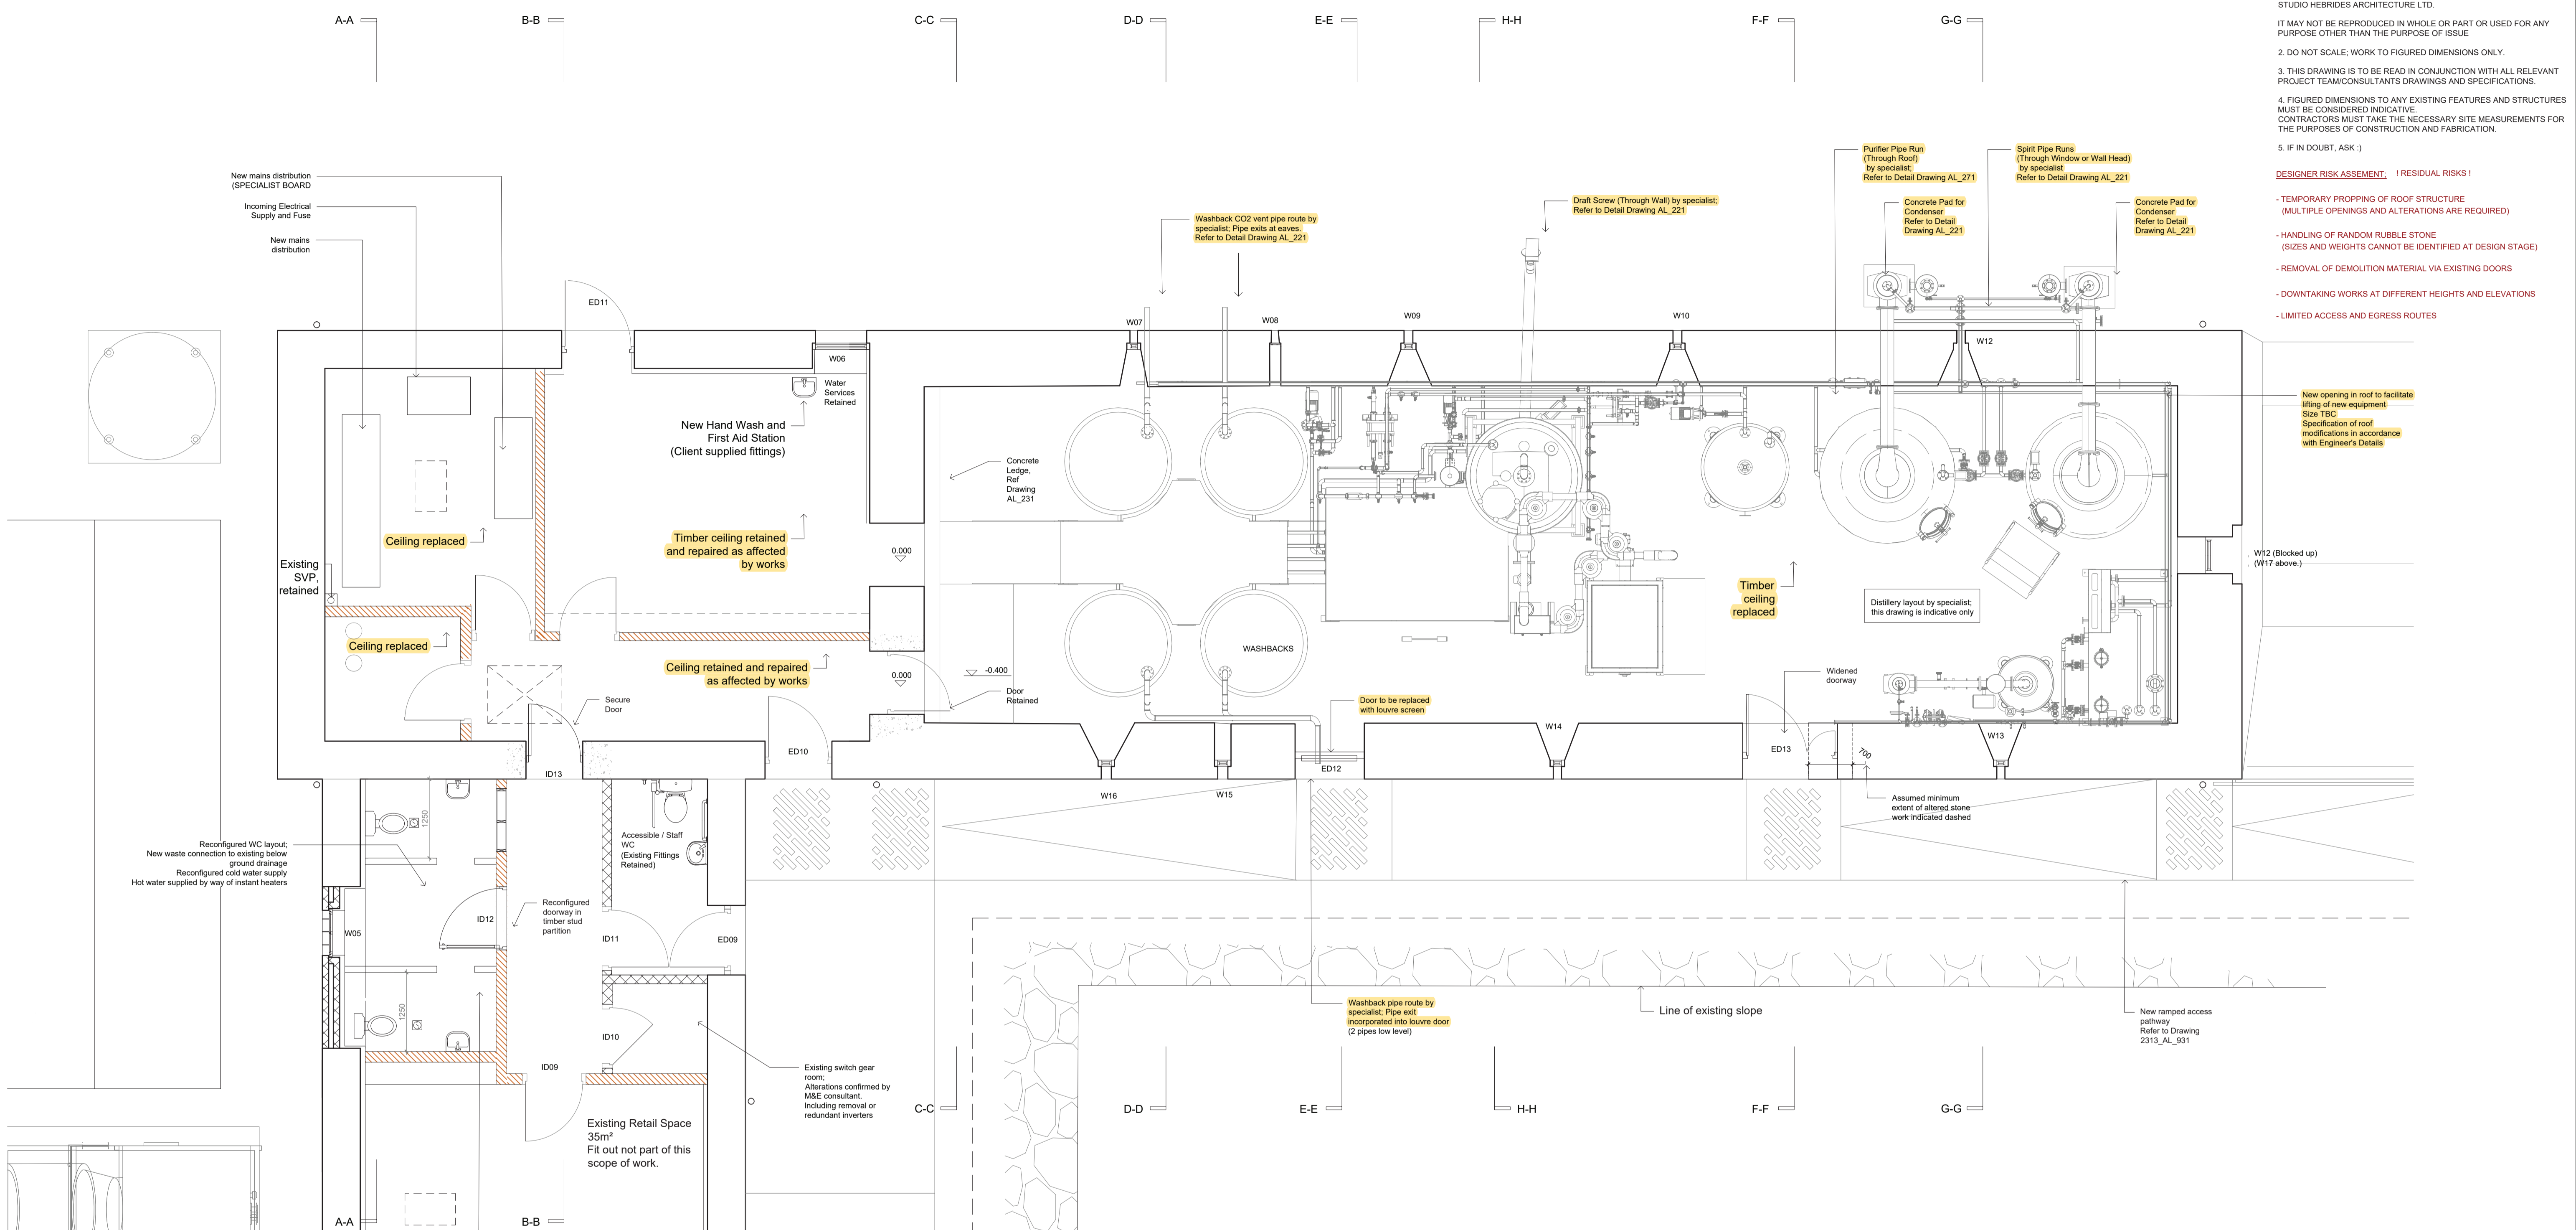 A-A
B-B
C-C
D-D
E-E
H-H
F-F
G-G
STUDIO HEBRIDES ARCHITECTURE LTD.
IT MAY NOT BE REPRODUCED IN WHOLE OR PART OR USED FOR ANY
PURPOSE OTHER THAN THE PURPOSE OF ISSUE
2. DO NOT SCALE; WORK TO FIGURED DIMENSIONS ONLY.
3. THIS DRAWING IS TO BE READ IN CONJUNCTION WITH ALL RELEVANT
PROJECT TEAM/CONSULTANTS DRAWINGS AND SPECIFICATIONS.
4. FIGURED DIMENSIONS TO ANY EXISTING FEATURES AND STRUCTURES
MUST BE CONSIDERED INDICATIVE.
CONTRACTORS MUST TAKE THE NECESSARY SITE MEASUREMENTS FOR
THE PURPOSES OF CONSTRUCTION AND FABRICATION.
5. IF IN DOUBT, ASK :)
DESIGNER RISK ASSEMENT; ! RESIDUAL RISKS !
- TEMPORARY PROPPING OF ROOF STRUCTURE
(MULTIPLE OPENINGS AND ALTERATIONS ARE REQUIRED)
- HANDLING OF RANDOM RUBBLE STONE
(SIZES AND WEIGHTS CANNOT BE IDENTIFIED AT DESIGN STAGE)
- REMOVAL OF DEMOLITION MATERIAL VIA EXISTING DOORS
- DOWNTAKING WORKS AT DIFFERENT HEIGHTS AND ELEVATIONS
- LIMITED ACCESS AND EGRESS ROUTES
New mains distribution
(SPECIALIST BOARD
Incoming Electrical
Supply and Fuse
New mains
distribution
Washback CO2 vent pipe route by
specialist; Pipe exits at eaves.
Refer to Detail Drawing AL_221
Draft Screw (Through Wall) by specialist;
Refer to Detail Drawing AL_221
Purifier Pipe Run
(Through Roof)
by specialist;
Refer to Detail Drawing AL_271
Spirit Pipe Runs
(Through Window or Wall Head)
by specialist
Refer to Detail Drawing AL_221
Concrete Pad for
Condenser
Refer to Detail
Drawing AL_221
Concrete Pad for
Condenser
Refer to Detail
Drawing AL_221
ED11
W06
W07
W08
W09
W10
W12
Water
Services
Retained
New Hand Wash and
First Aid Station
(Client supplied fittings)
Concrete
Ledge,
Ref
Drawing
AL_231
New opening in roof to facilitate
lifting of new equipment
Size TBC
Specification of roof
modifications in accordance
with Engineer's Details
Ceiling replaced
Timber ceiling retained
and repaired as affected
by works
0.000
Existing
SVP,
retained
W12 (Blocked up)
(W17 above.)
Timber
ceiling
replaced
Distillery layout by specialist;
this drawing is indicative only
Ceiling replaced
Ceiling retained and repaired
as affected by works
0.000
-0.400
WASHBACKS
Door
Retained
Secure
Door
Door to be replaced
with louvre screen
Widened
doorway
W14
W13
ED10
ED12
ED13
700
ID13
W16
W15
Assumed minimum
extent of altered stone
work indicated dashed
1250
Accessible / Staff
WC
(Existing Fittings
Retained)
Reconfigured WC layout;
New waste connection to existing below
ground drainage
Reconfigured cold water supply
Hot water supplied by way of instant heaters
Reconfigured
doorway in
timber stud
partition
ID12
W05
ID11
ED09
1250
ID10
ID09
Washback pipe route by
specialist; Pipe exit
incorporated into louvre door
(2 pipes low level)
Line of existing slope
New ramped access
pathway
Refer to Drawing
2313_AL_931
Existing switch gear
room;
Alterations confirmed by
M&E consultant.
Including removal or
redundant inverters
Existing Retail Space
35m²
Fit out not part of this
scope of work.
C-C
D-D
E-E
H-H
F-F
G-G
A-A
B-B